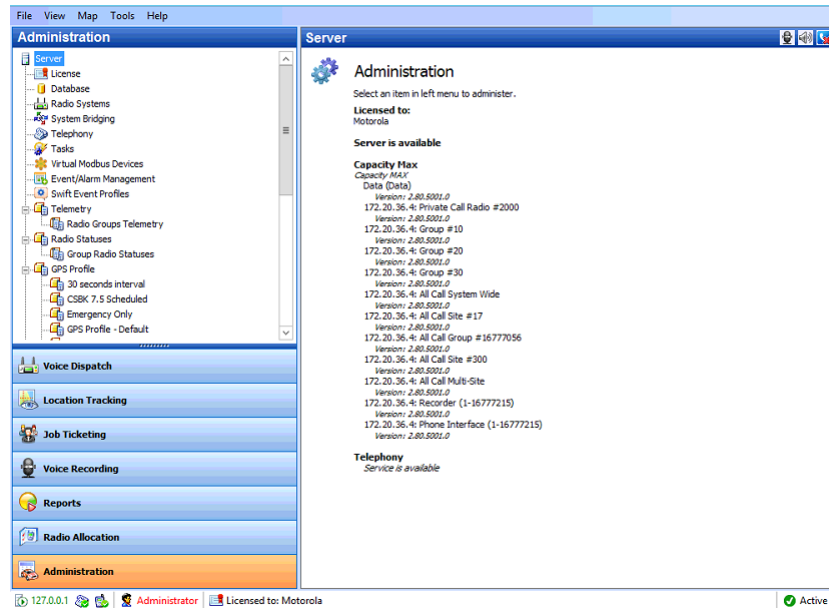 File View Map Tools Help
Administration
Server
License
Database
Radio Systems
System Bridging
Telephony
Tasks
Virtual Modbus Devices
Event/Alarm Management
Swift Event Profiles
Telemetry
Radio Groups Telemetry
Radio Statuses
Group Radio Statuses
GPS Profile
30 seconds interval
CSBK 7.5 Scheduled
Emergency Only
GPS Profile - Default
Voice Dispatch
Location Tracking
Job Ticketing
Voice Recording
Reports
Radio Allocation
Administration
Server
Administration
Select an item in left menu to administer.
Licensed to:
Motorola
Server is available
Capacity Max
Capacity MAX
Data (Data)
Version: 2.80.5001.0
172.20.36.4: Private Call Radio #2000
Version: 2.80.5001.0
172.20.36.4: Group #10
Version: 2.80.5001.0
172.20.36.4: Group #20
Version: 2.80.5001.0
172.20.36.4: Group #30
Version: 2.80.5001.0
172.20.36.4: All Call System Wide
Version: 2.80.5001.0
172.20.36.4: All Call Site #17
Version: 2.80.5001.0
172.20.36.4: All Call Group #16777056
Version: 2.80.5001.0
172.20.36.4: All Call Site #300
Version: 2.80.5001.0
172.20.36.4: All Call Multi-Site
Version: 2.80.5001.0
172.20.36.4: Recorder (1-16777215)
Version: 2.80.5001.0
172.20.36.4: Phone Interface (1-16777215)
Version: 2.80.5001.0
Telephony
Service is available
127.0.0.1 Administrator Licensed to: Motorola Active